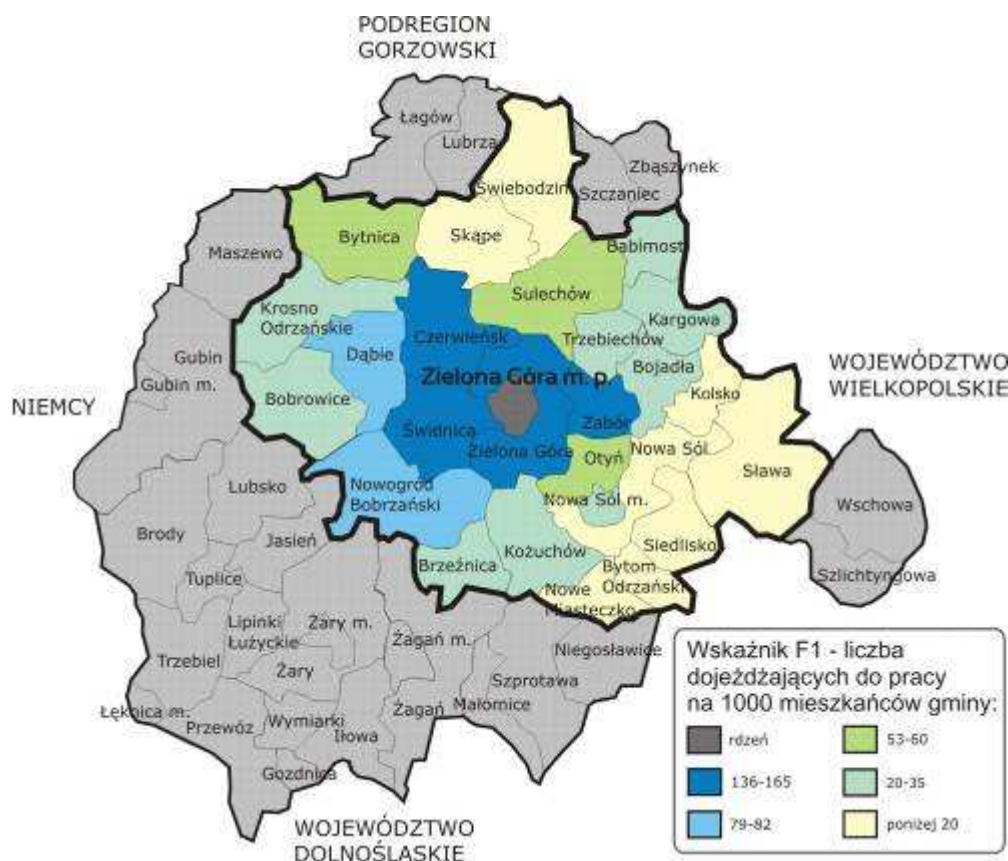 PODREGION
GORZOWSKI
Łagów
Lubrza
Zbąszynek
Szczaniec
Świebodzin
Skąpe
Bytnica
Babimost
Maszewo
Sulechów
Krosno
Odrzańskie
Kargowa
Czerwieńsk
Trzebiechów
Dąbie
Bojadła
Gubin
Gubin m.
Zielona Góra m. p.
WOJEWÓDZTWO
WIELKOPOLSKIE
NIEMCY
Bobrowice
Kolsko
Świdnica
Zabór
Zielona Góra
Otyń
Nowa Sól
Sława
Nowogród
Bobrzański
Nowa Sól m.
Lubsko
Wschowa
Brody
Jasień
Siedlisko
Kożuchów
Brzeźnica
Bytom
Odrzański
Nowe
Miasteczko
Szlichtyngowa
Tuplice
Lipinki
Łużyckie
Żary m.
Żagań m.
Niegosławice
Trzebiel
Żary
Szprotawa
Małomice
Łęknica m.
Przewóz
Wymiarki
Iłowa
Żagań
Gozdnica
WOJEWÓDZTWO
DOLNOŚLĄSKIE
Wskaźnik F1 - liczba
dojeżdżających do pracy
na 1000 mieszkańców gminy:
rdzeń
53-60
136-165
20-35
79-82
poniżej 20